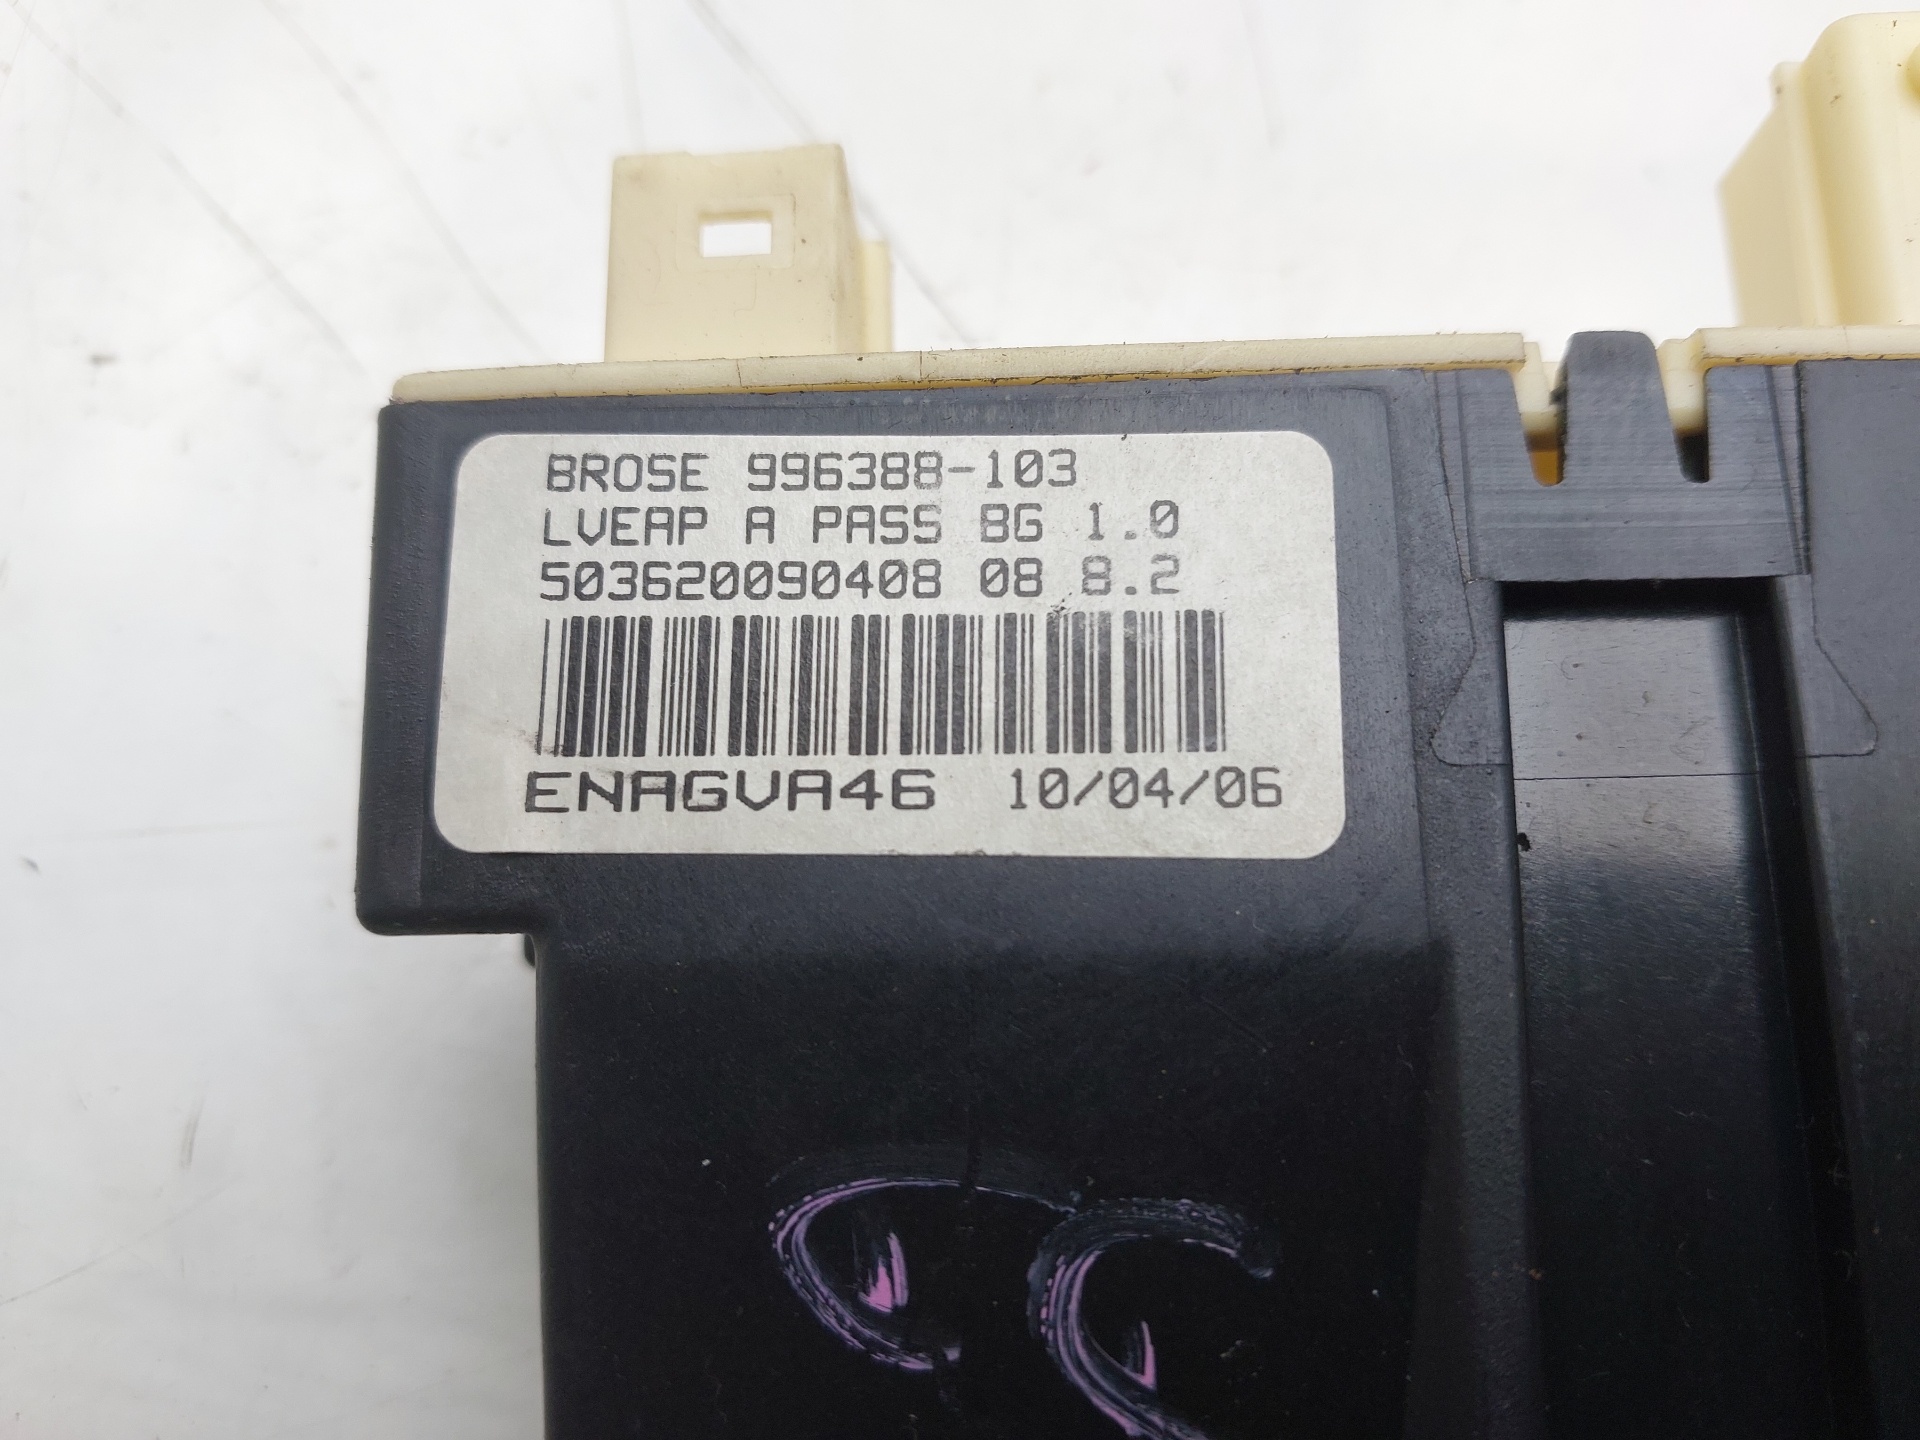 BROSE 996388-103
LVEAP A PASS BG 1.0
503620090408 08 8.2
ENAGVA46 10/04/06